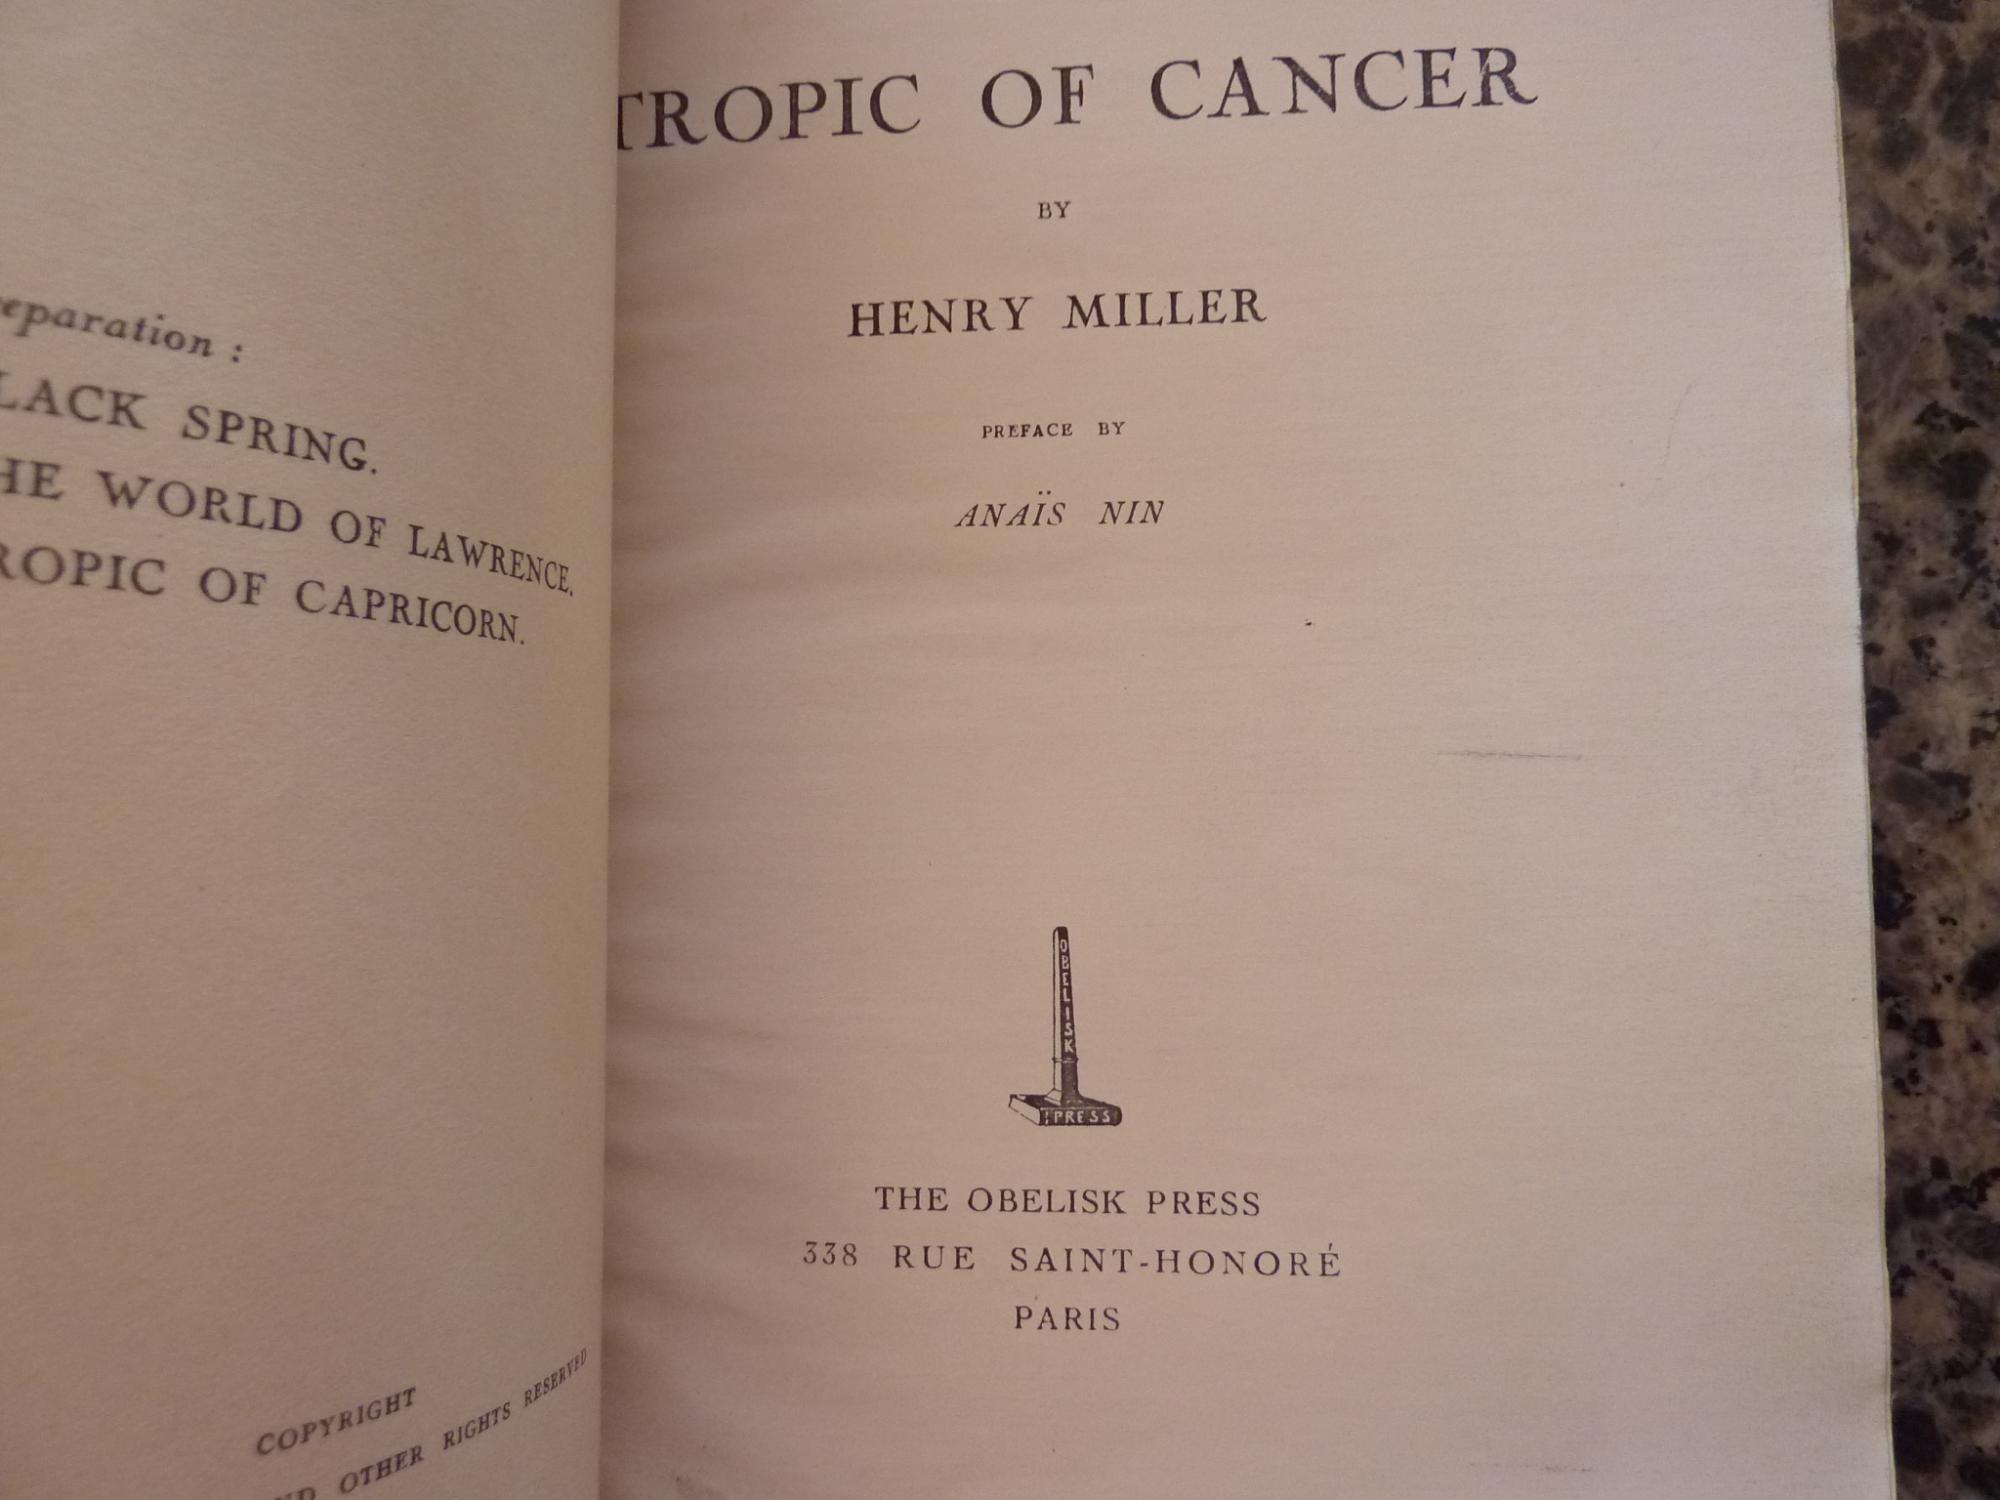 eparation :
LACK SPRING.
HE WORLD OF LAWRENCE.
ROPIC OF CAPRICORN.
COPYRIGHT
ND OTHER RIGHTS RESERVED
TROPIC OF CANCER
BY
HENRY MILLER
PREFACE BY
ANAÏS NIN
OBELISK
PRESS
THE OBELISK PRESS
338 RUE SAINT-HONORÉ
PARIS